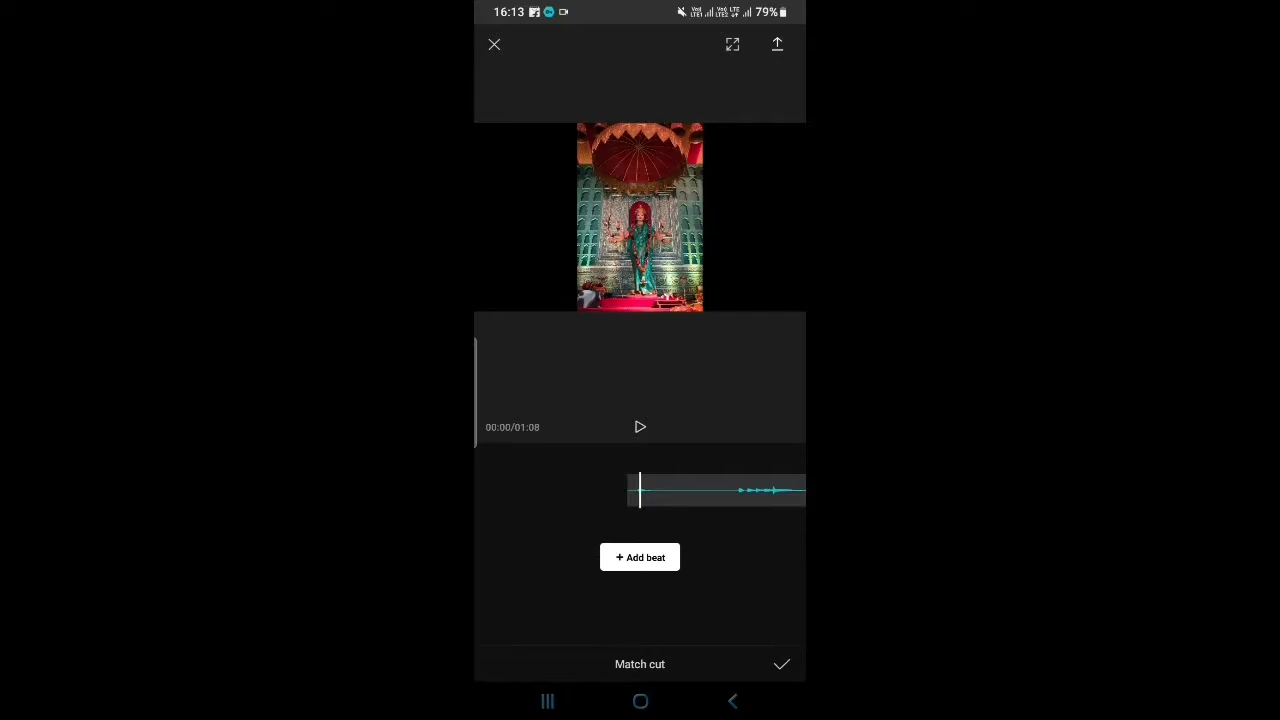 16:13
79%
00:00/01:08
+ Add beat
Match cut